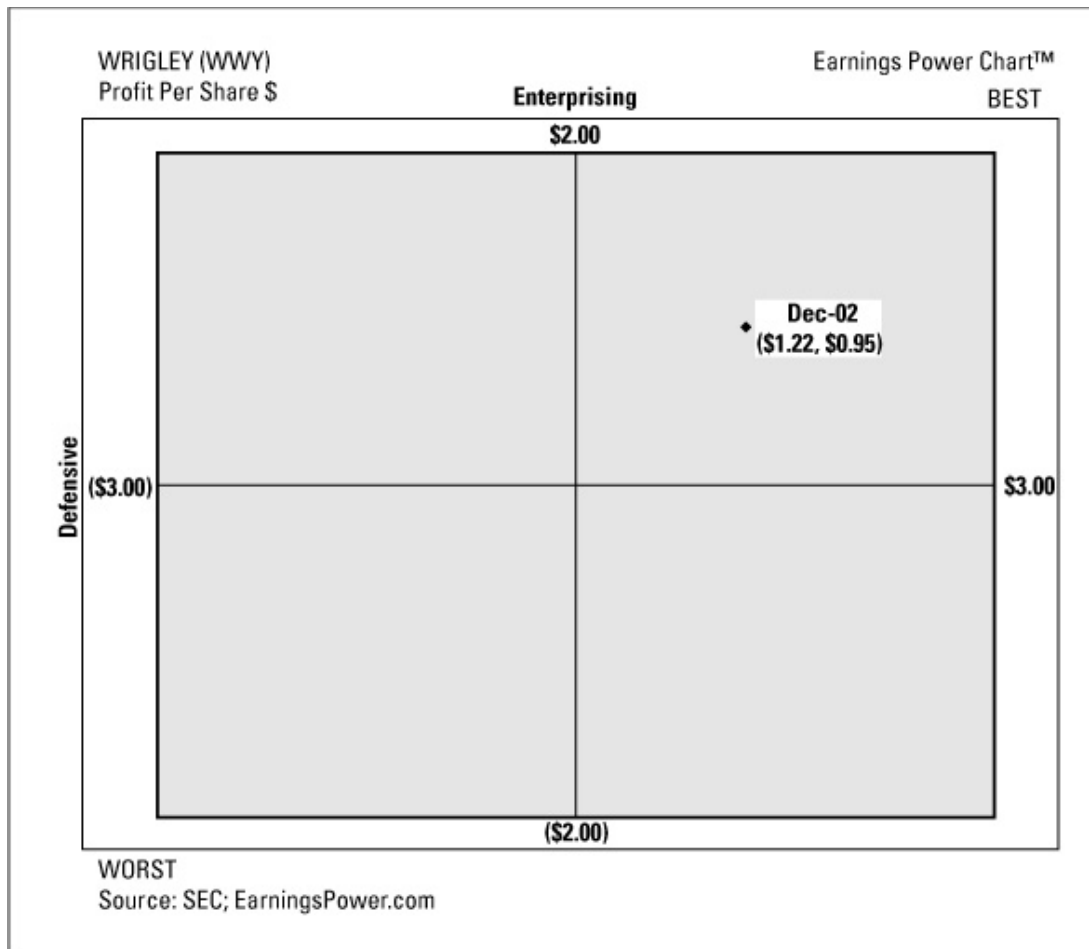 WRIGLEY (WWY)
Profit Per Share $
Earnings Power Chart™
Enterprising
BEST
$2.00
Dec-02
($1.22, $0.95)
Defensive
($3.00)
$3.00
($2.00)
WORST
Source: SEC; EarningsPower.com